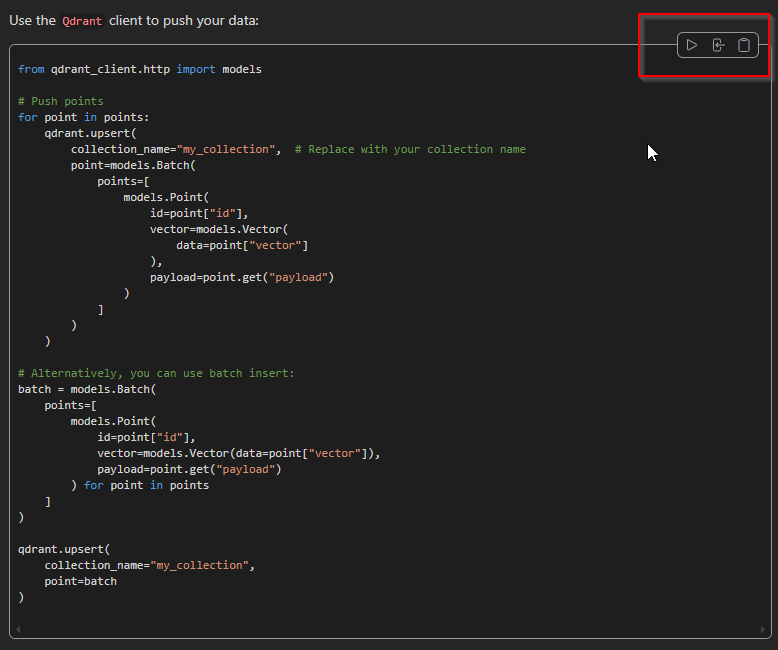 Use the Qdrant client to push your data:
from qdrant_client.http import models
# Push points
for point in points:
    qdrant.upsert(
        collection_name="my_collection",  # Replace with your collection name
        point=models.Batch(
            points=[
                models.Point(
                    id=point["id"],
                    vector=models.Vector(
                        data=point["vector"]
                    ),
                    payload=point.get("payload")
                )
            ]
        )
    )
# Alternatively, you can use batch insert:
batch = models.Batch(
    points=[
        models.Point(
            id=point["id"],
            vector=models.Vector(data=point["vector"]),
            payload=point.get("payload")
        ) for point in points
    ]
)
qdrant.upsert(
    collection_name="my_collection",
    point=batch
)